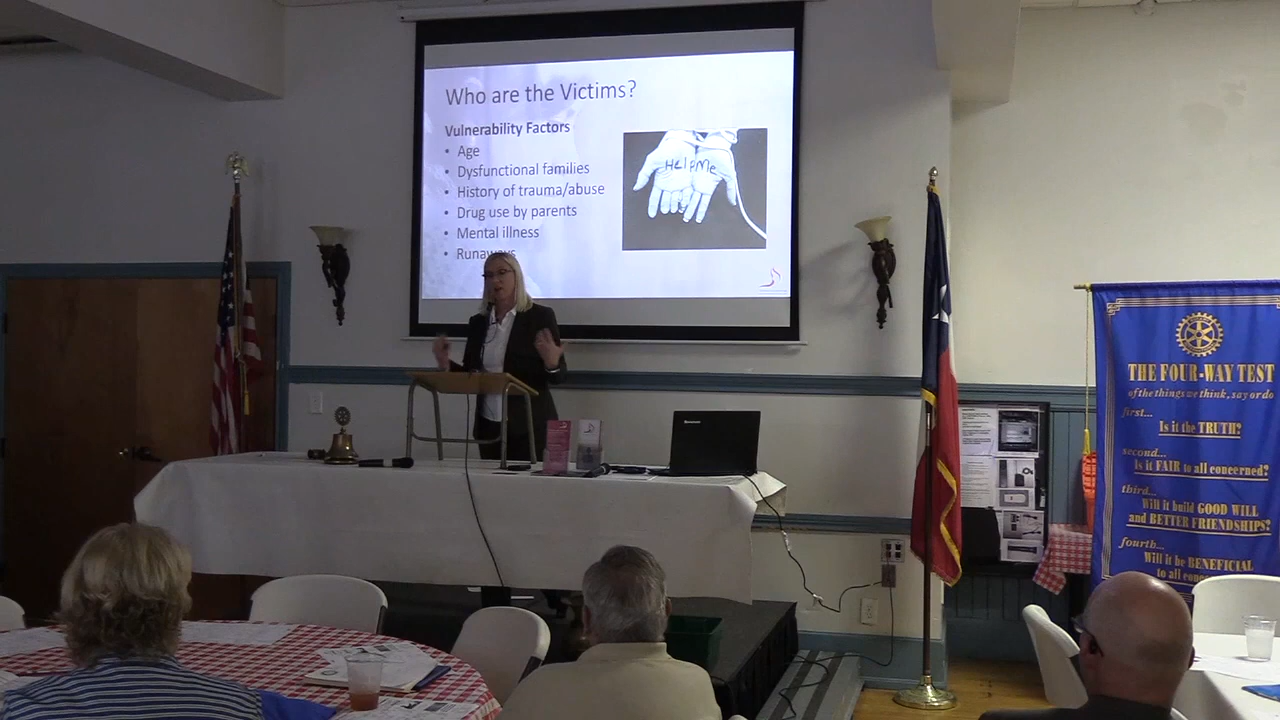 Who are the Victims?
Vulnerability Factors
• Age
• Dysfunctional families
• History of trauma/abuse
• Drug use by parents
• Mental illness
• Runaways
Help Me
THE FOUR-WAY TEST
of the things we think, say or do
first...
Is it the TRUTH?
second...
Is it FAIR to all concerned?
third...
Will it build GOOD WILL
and BETTER FRIENDSHIPS?
fourth...
Will it be BENEFICIAL
to all